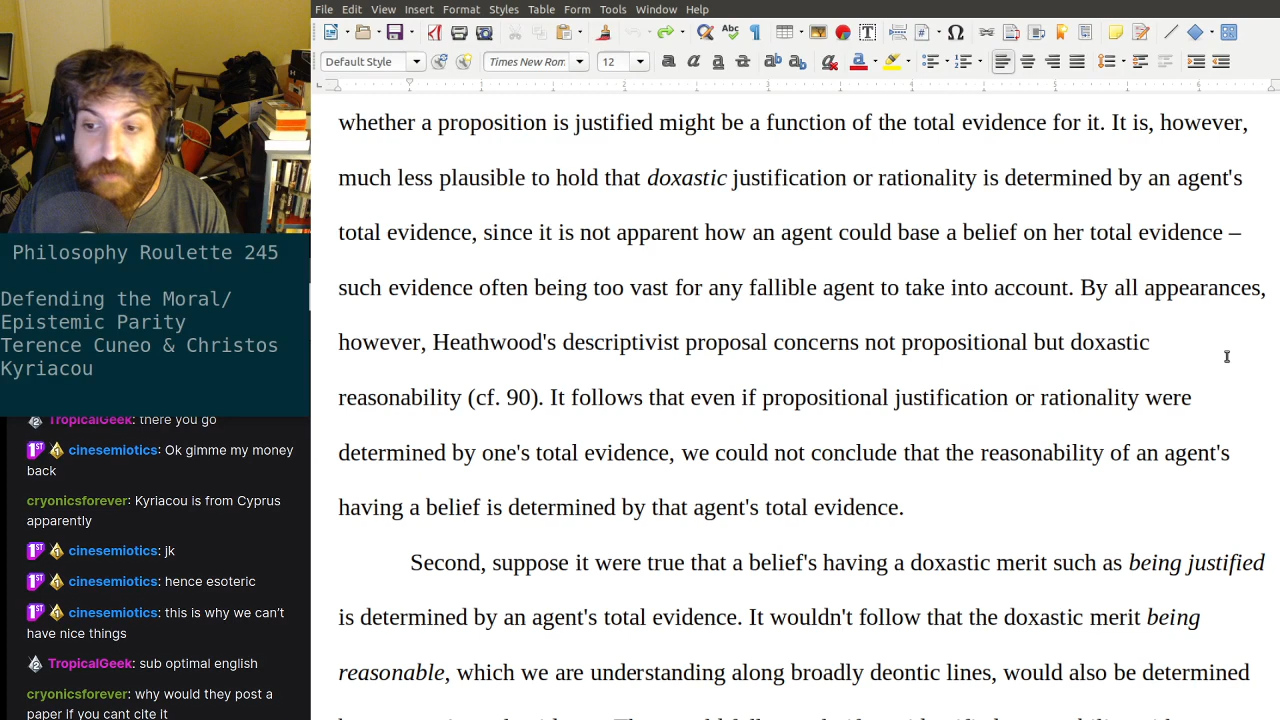 File Edit View Insert Format Styles Table Form Tools Window Help
Default Style Times New Rom 12
whether a proposition is justified might be a function of the total evidence for it. It is, however,
much less plausible to hold that doxastic justification or rationality is determined by an agent's
total evidence, since it is not apparent how an agent could base a belief on her total evidence –
such evidence often being too vast for any fallible agent to take into account. By all appearances,
however, Heathwood's descriptivist proposal concerns not propositional but doxastic
reasonability (cf. 90). It follows that even if propositional justification or rationality were
determined by one's total evidence, we could not conclude that the reasonability of an agent's
having a belief is determined by that agent's total evidence.
Second, suppose it were true that a belief's having a doxastic merit such as being justified
is determined by an agent's total evidence. It wouldn't follow that the doxastic merit being
reasonable, which we are understanding along broadly deontic lines, would also be determined
Philosophy Roulette 245
Defending the Moral/
Epistemic Parity
Terence Cuneo & Christos
Kyriacou
TropicalGeek: there you go
cinesemiotics: Ok gImme my money
back
cryonicsforever: Kyriacou is from Cyprus
apparently
cinesemiotics: jk
cinesemiotics: hence esoteric
cinesemiotics: this is why we can't
have nice things
TropicalGeek: sub optimal english
cryonicsforever: why would they post a
paper if you cant cite it